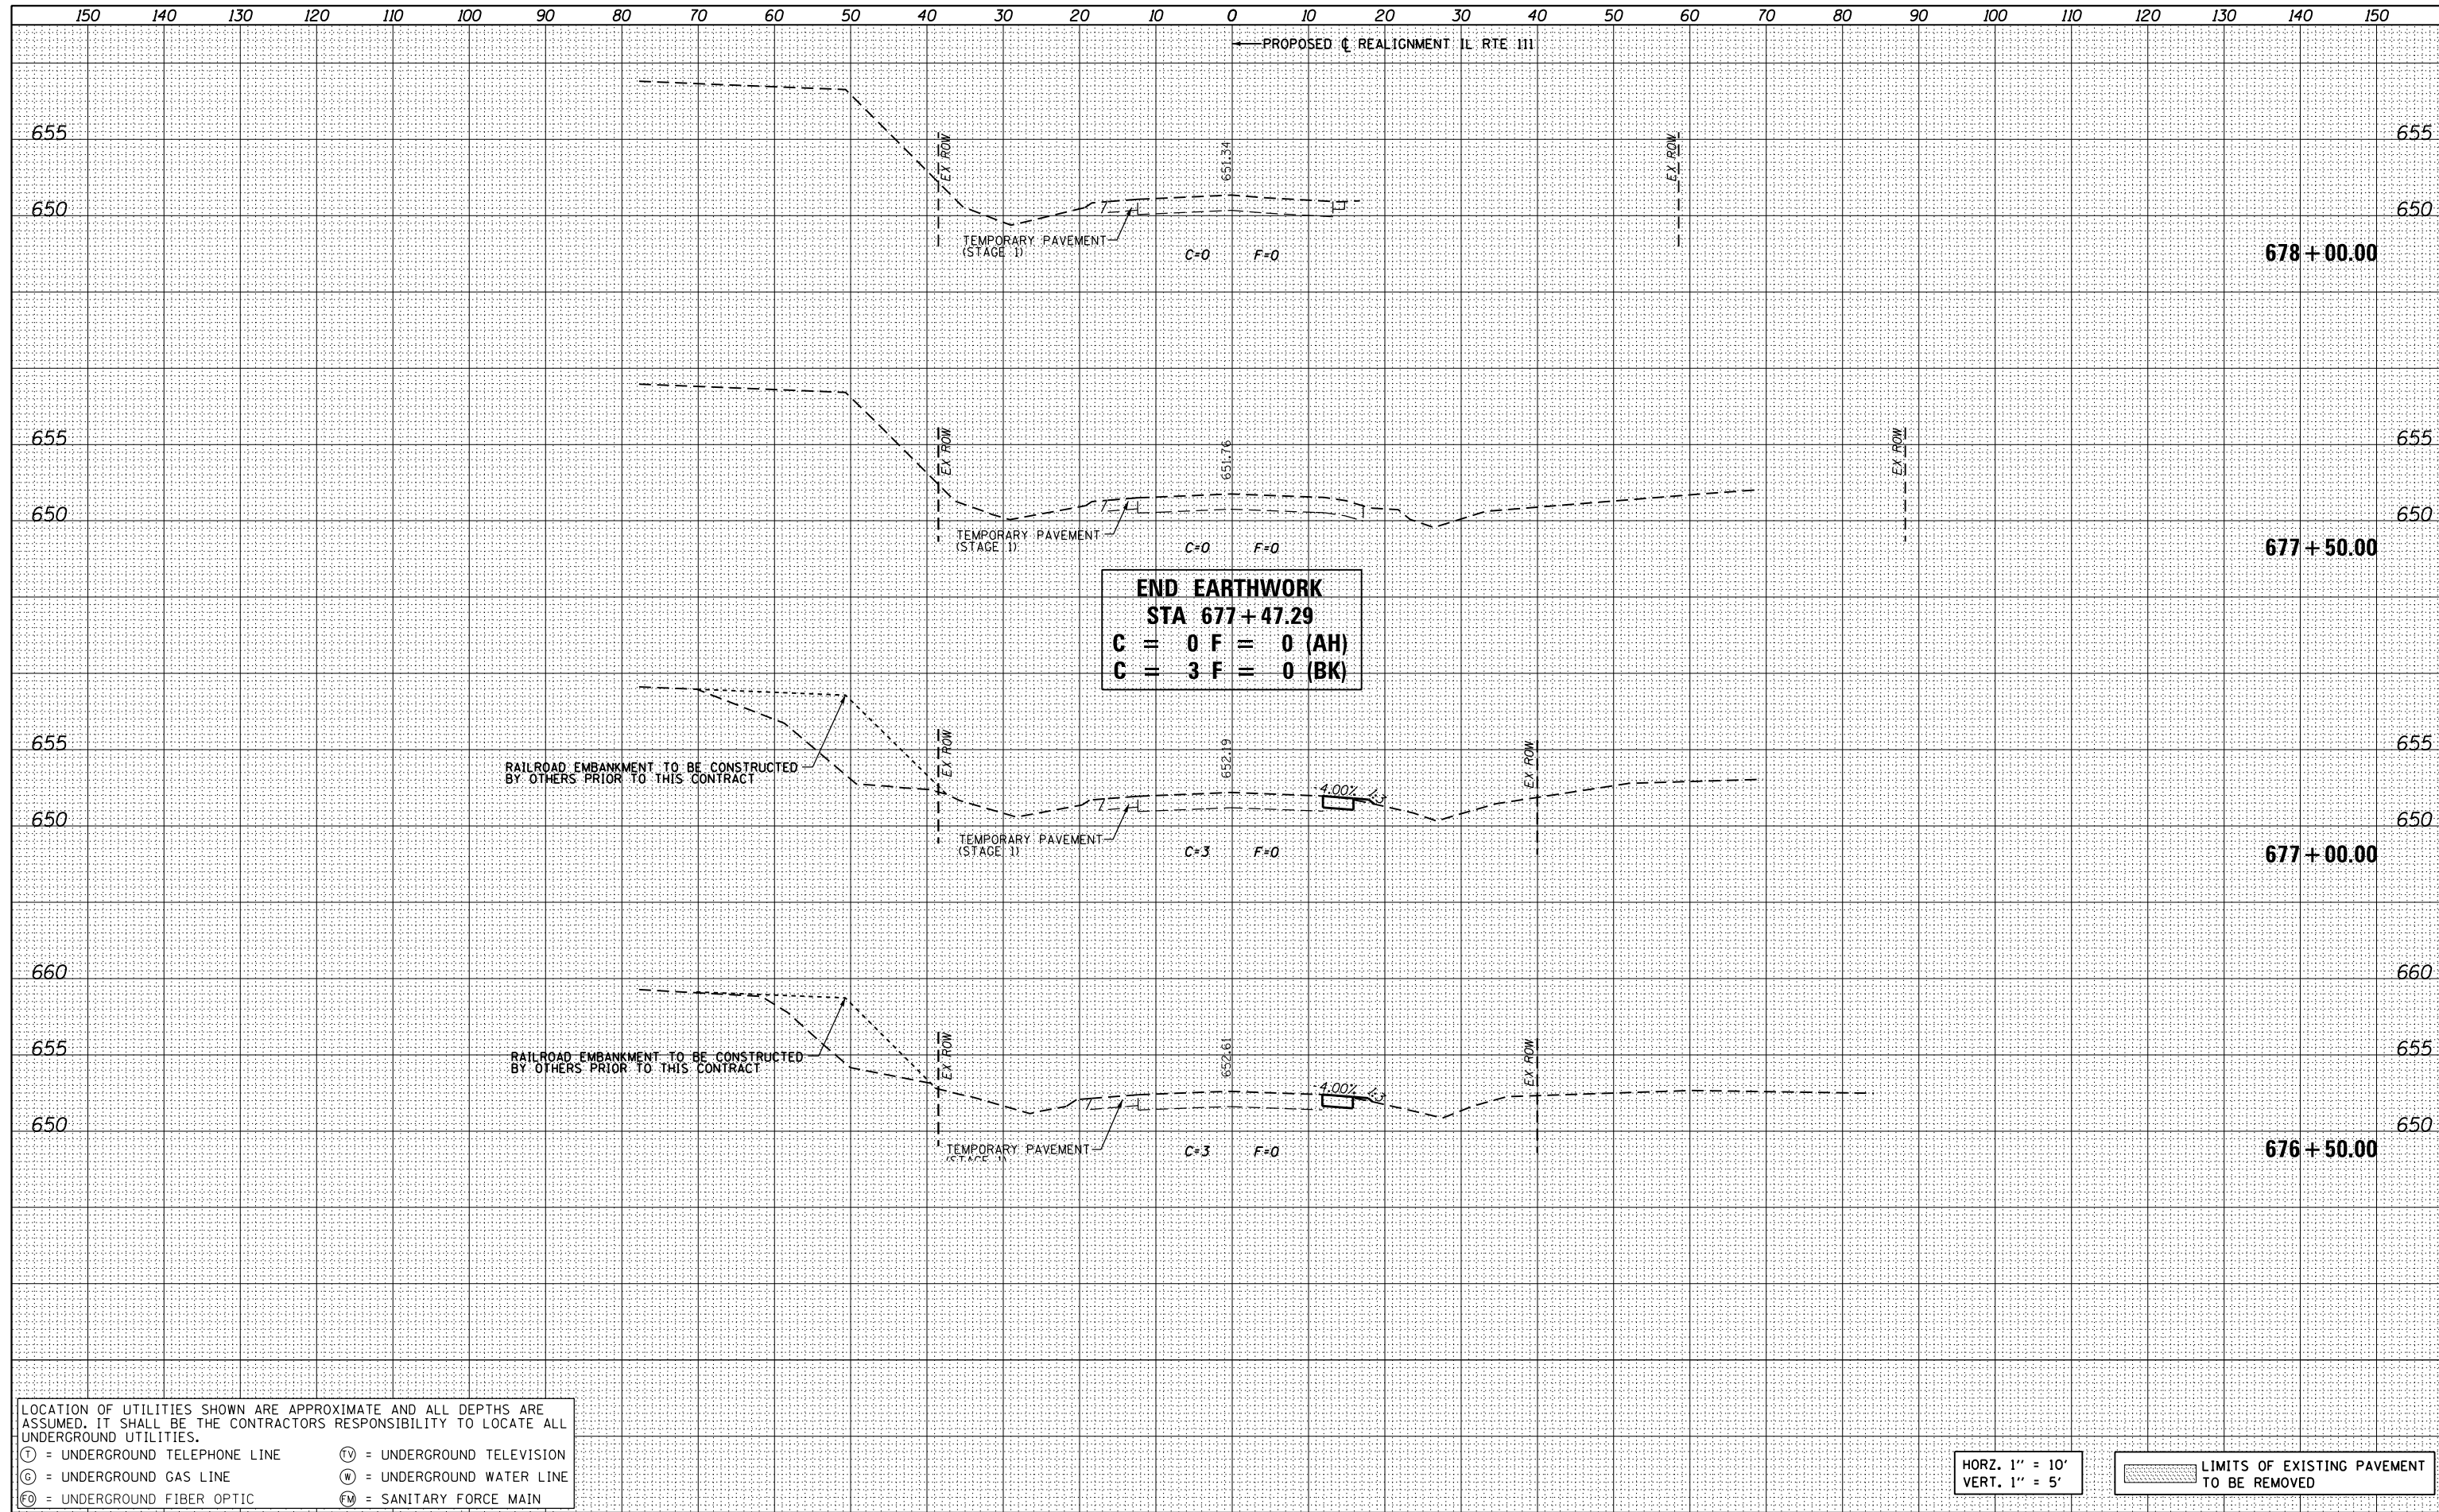 150 140 130 120 110 100 90 80 70 60 50 40 30 20 10 0 10 20 30 40 50 60 70 80 90 100 110 120 130 140 150
PROPOSED ℄ REALIGNMENT IL RTE 111
655 655
EX ROW
651.34
EX ROW
650 650
TEMPORARY PAVEMENT
(STAGE 1)
C=0 F=0
678+00.00
655 655
EX ROW
651.76
EX ROW
650 650
TEMPORARY PAVEMENT
(STAGE 1)
C=0 F=0
677+50.00
END EARTHWORK
STA 677+47.29
C = 0 F = 0 (AH)
C = 3 F = 0 (BK)
655 655
EX ROW
652.19
EX ROW
RAILROAD EMBANKMENT TO BE CONSTRUCTED
BY OTHERS PRIOR TO THIS CONTRACT
4.00%
650 650
TEMPORARY PAVEMENT
(STAGE 1)
C=3 F=0
677+00.00
660 660
655 655
EX ROW
652.61
EX ROW
RAILROAD EMBANKMENT TO BE CONSTRUCTED
BY OTHERS PRIOR TO THIS CONTRACT
4.00%
650 650
TEMPORARY PAVEMENT
(STAGE 1)
C=3 F=0
676+50.00
LOCATION OF UTILITIES SHOWN ARE APPROXIMATE AND ALL DEPTHS ARE
ASSUMED. IT SHALL BE THE CONTRACTORS RESPONSIBILITY TO LOCATE ALL
UNDERGROUND UTILITIES.
T = UNDERGROUND TELEPHONE LINE TV = UNDERGROUND TELEVISION
G = UNDERGROUND GAS LINE W = UNDERGROUND WATER LINE
FO = UNDERGROUND FIBER OPTIC FM = SANITARY FORCE MAIN
HORZ. 1'' = 10'
VERT. 1'' = 5'
LIMITS OF EXISTING PAVEMENT
TO BE REMOVED